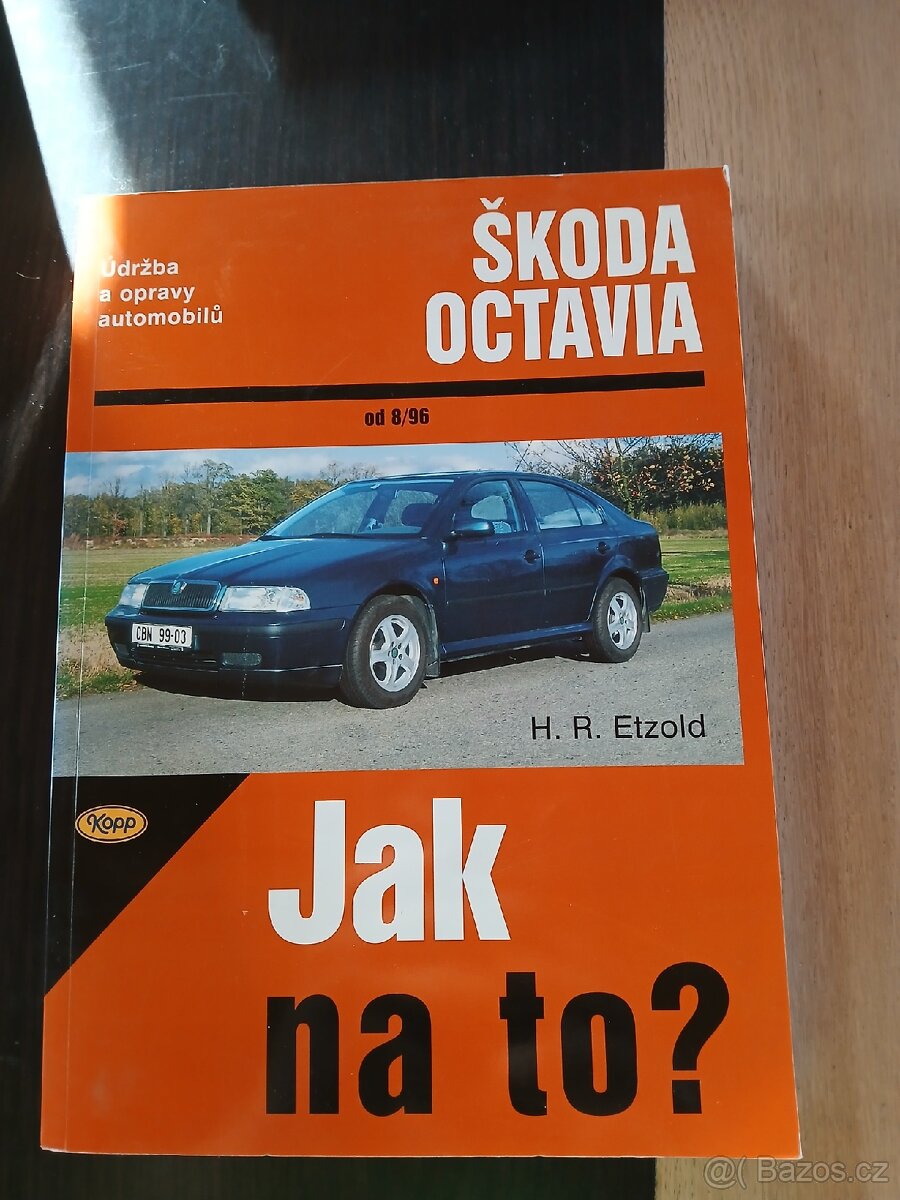 ŠKODA
OCTAVIA
Údržba
a opravy
automobilů
od 8/96
CBN 99-03
H. R. Etzold
Kopp
Jak
na to?
@( Bazos.cz